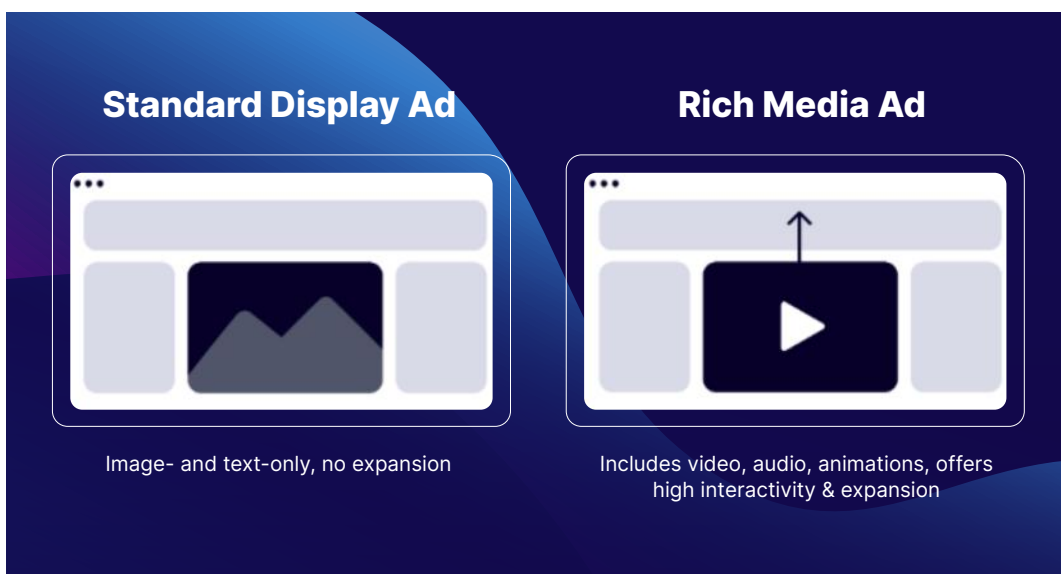 Standard Display Ad
Rich Media Ad
Image- and text-only, no expansion
Includes video, audio, animations, offers
high interactivity & expansion